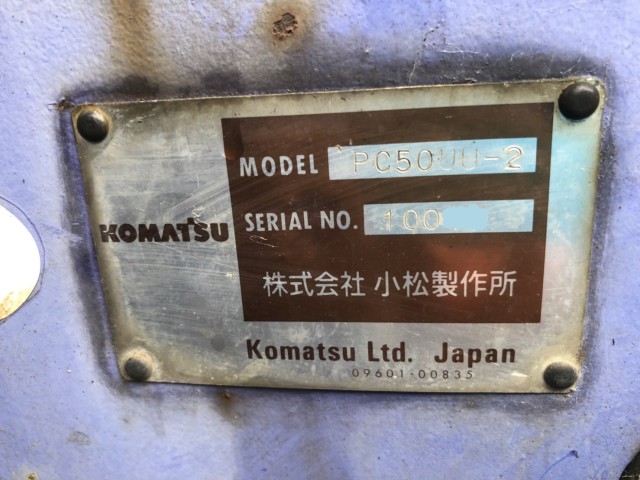 MODEL PC50UU-2
KOMATSU
SERIAL NO. 100
株式会社 小松製作所
Komatsu Ltd. Japan
09601-00835